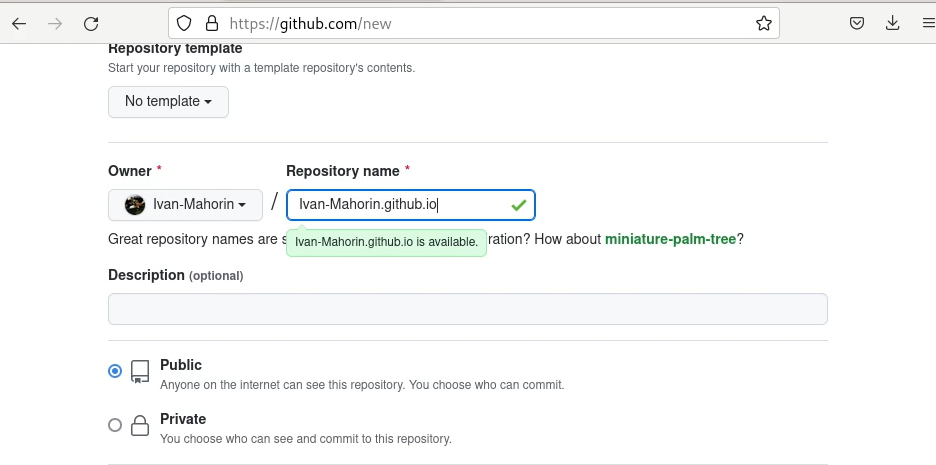 https://github.com/new
Repository template
Start your repository with a template repository's contents.
No template
Owner *
Repository name *
Ivan-Mahorin
/
Ivan-Mahorin.github.io
Great repository names are s
ration? How about miniature-palm-tree?
Ivan-Mahorin.github.io is available.
Description (optional)
Public
Anyone on the internet can see this repository. You choose who can commit.
Private
You choose who can see and commit to this repository.